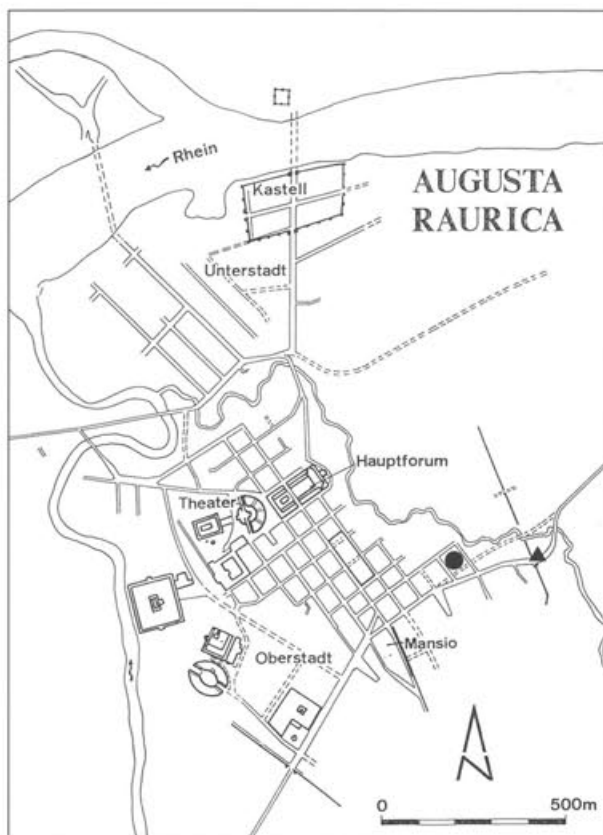 Rhein
AUGUSTA
RAURICA
Kastell
Unterstadt
Hauptforum
Theater
Mansio
Oberstadt
N
0 500m